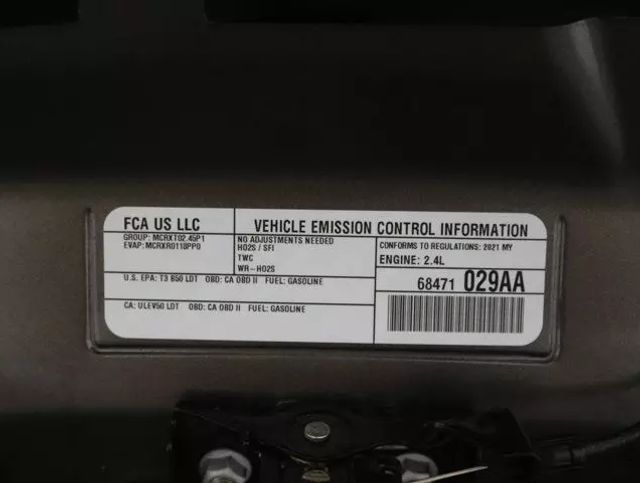 FCA US LLC
GROUP: MCRXT02.45P1
EVAP: MCRXR0118PP0
VEHICLE EMISSION CONTROL INFORMATION
NO ADJUSTMENTS NEEDED
HO2S / SFI
TWC
WR-HO2S
CONFORMS TO REGULATIONS: 2021 MY
ENGINE: 2.4L
U.S. EPA: T3 B50 LDT OBD: CA OBD II FUEL: GASOLINE
CA: ULEV50 LDT OBD: CA OBD II FUEL: GASOLINE
68471 029AA